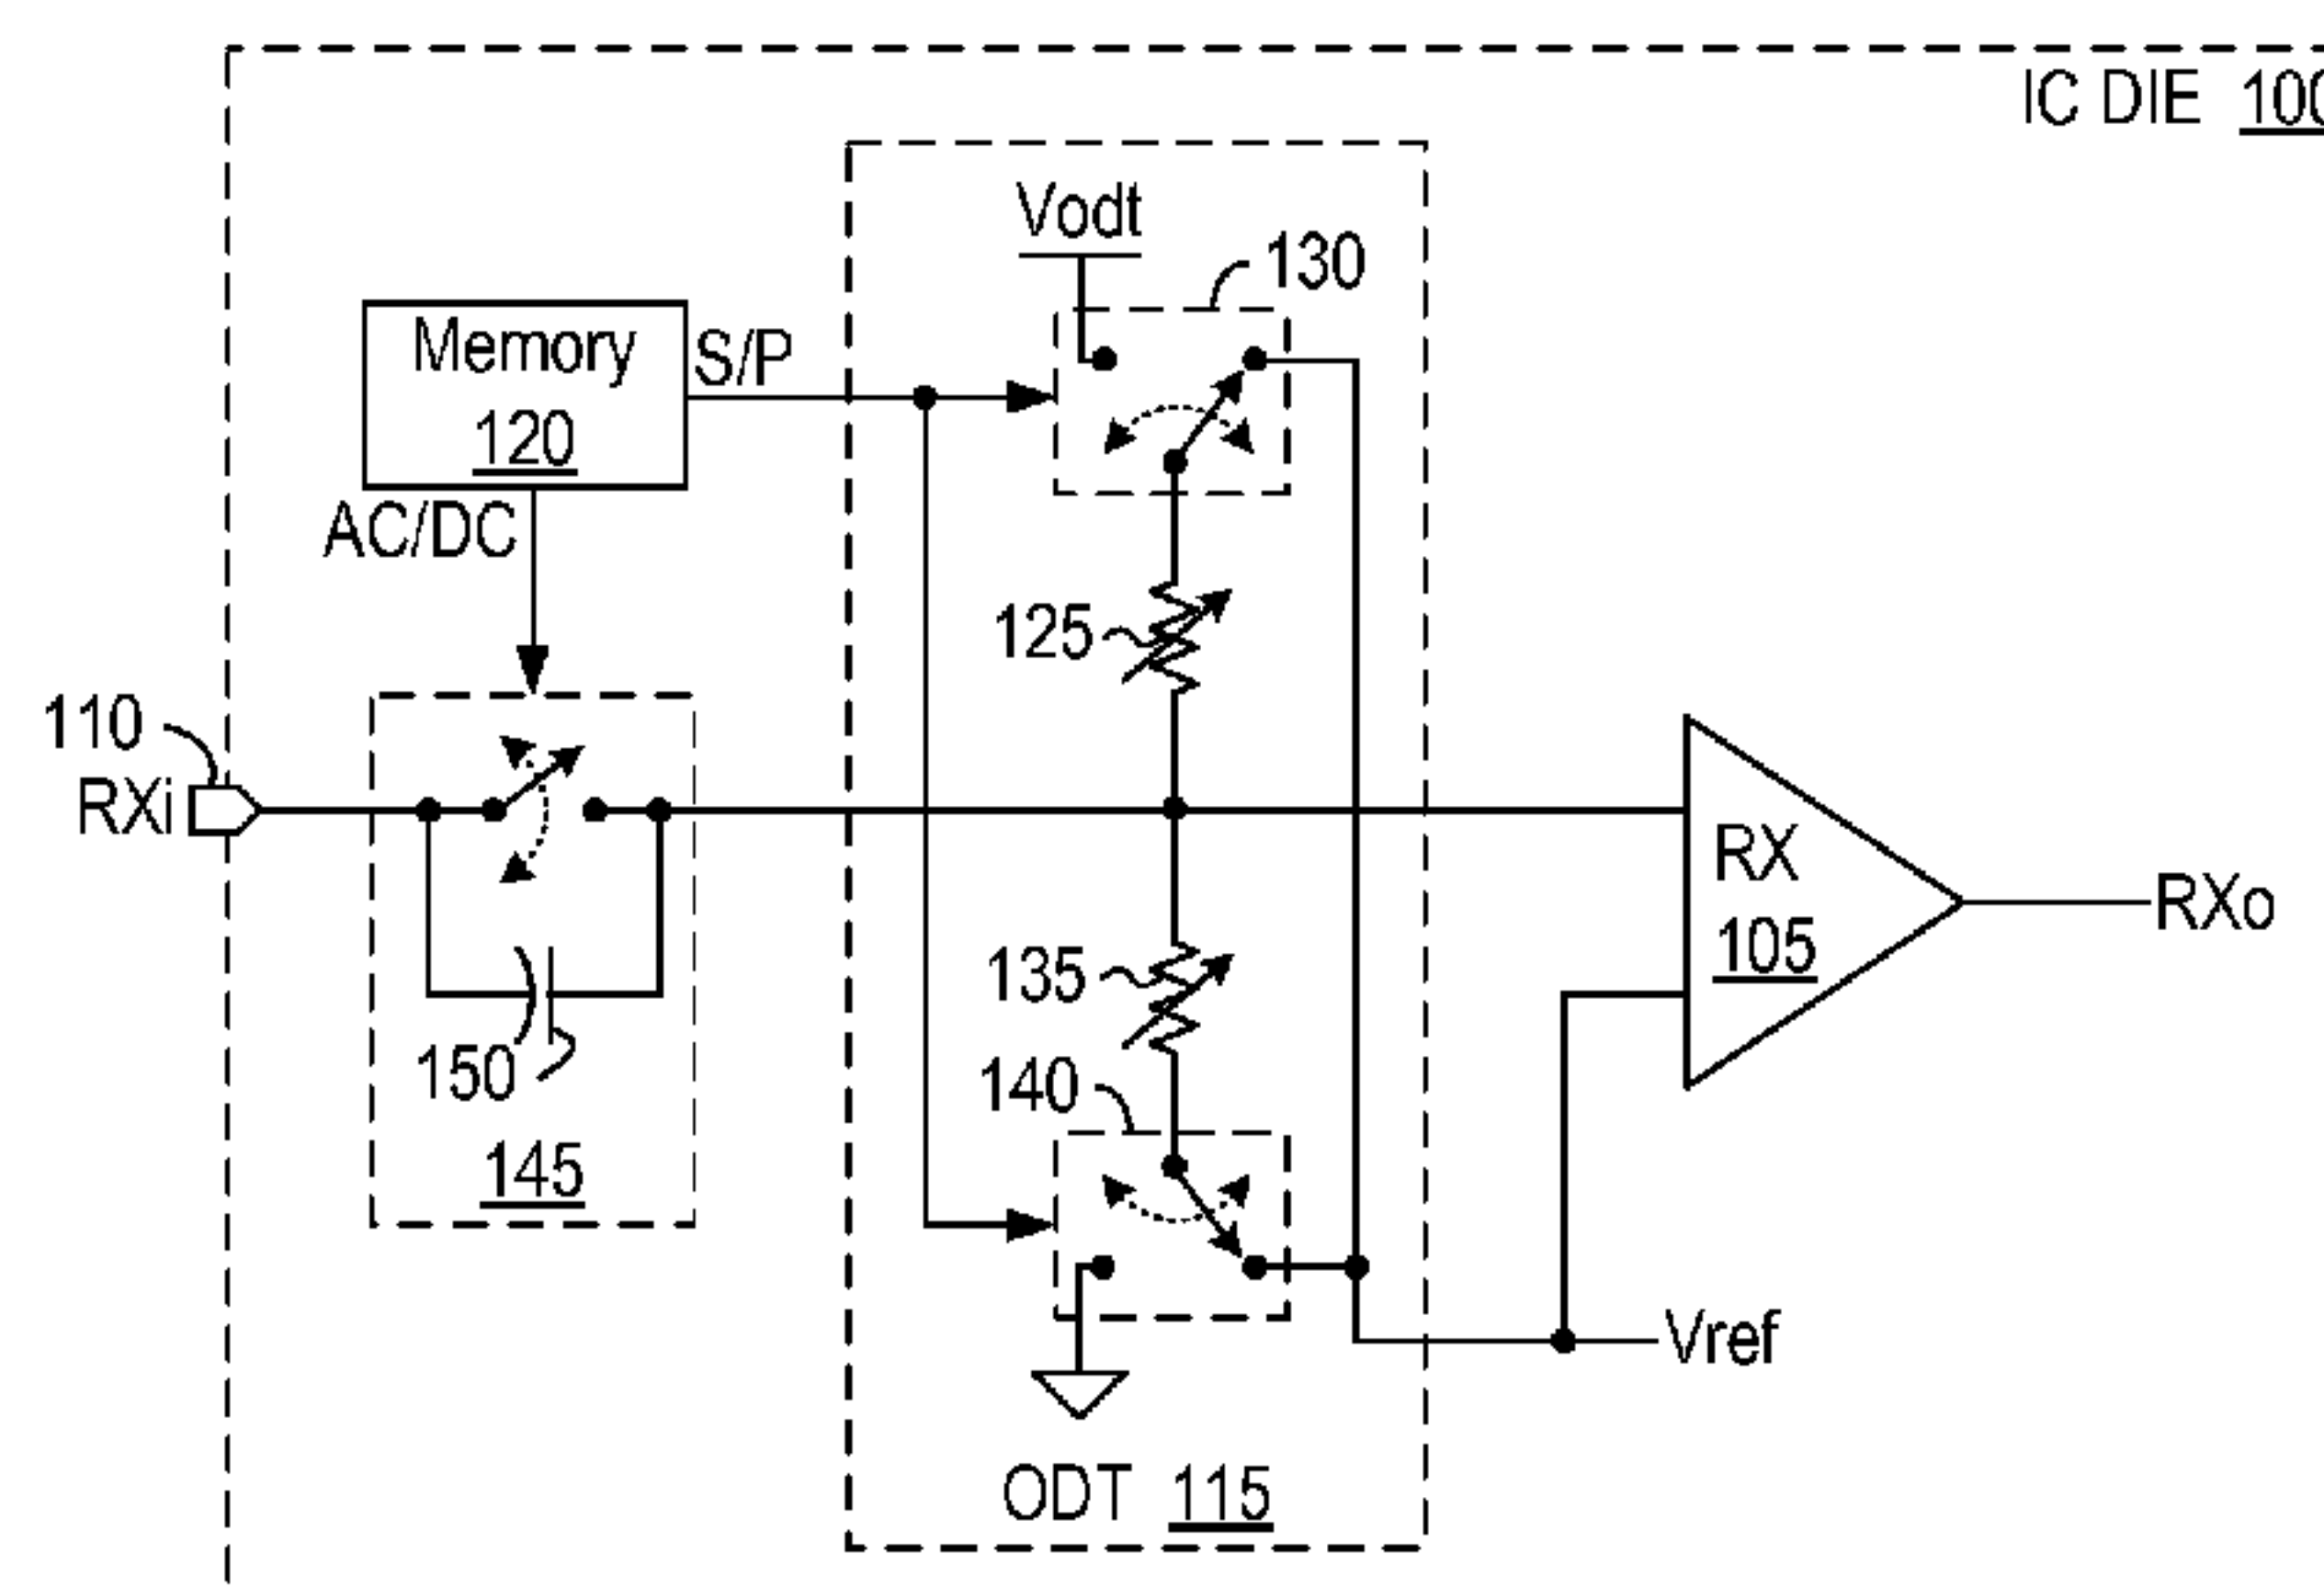 IC DIE 100
Vodt
130
Memory
120
S/P
AC/DC
125
110
RXi
RX
105
RXo
135
150
140
145
Vref
ODT 115